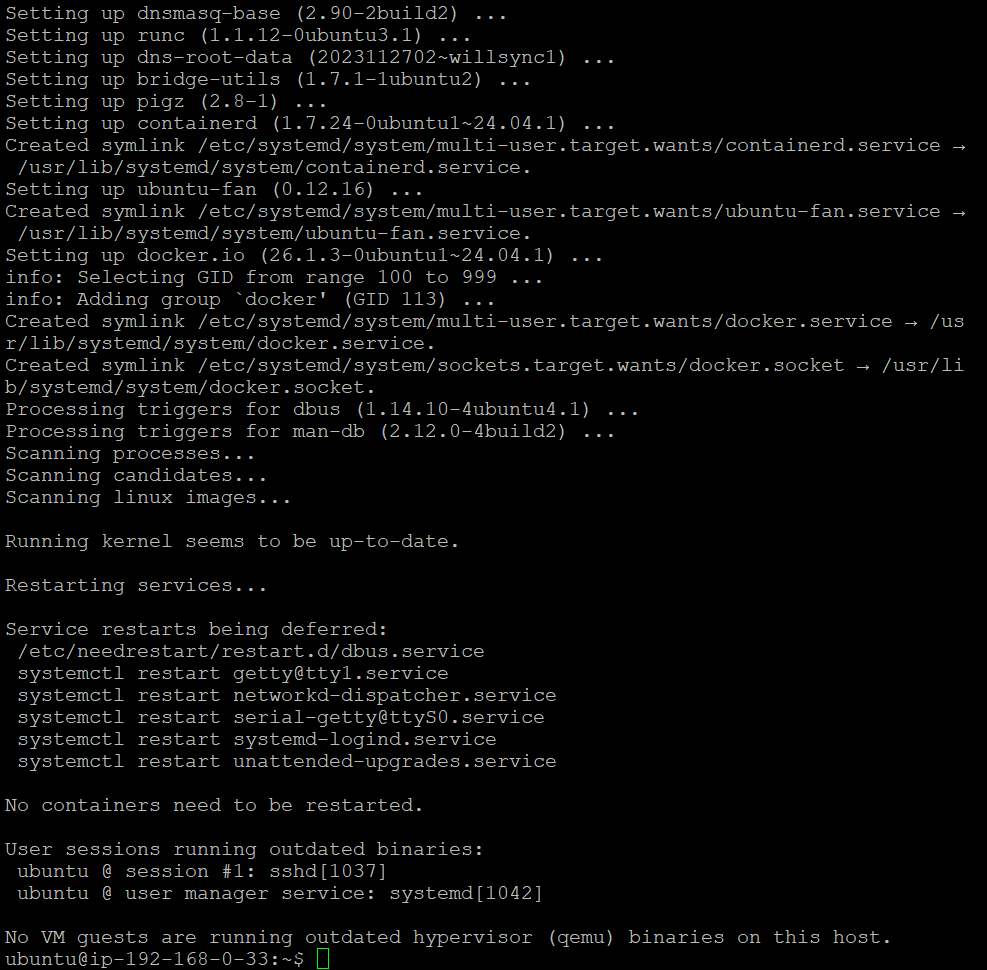 Setting up dnsmasq-base (2.90-2build2) ...
Setting up runc (1.1.12-0ubuntu3.1) ...
Setting up dns-root-data (2023112702~willsync1) ...
Setting up bridge-utils (1.7.1-1ubuntu2) ...
Setting up pigz (2.8-1) ...
Setting up containerd (1.7.24-0ubuntu1~24.04.1) ...
Created symlink /etc/systemd/system/multi-user.target.wants/containerd.service →
 /usr/lib/systemd/system/containerd.service.
Setting up ubuntu-fan (0.12.16) ...
Created symlink /etc/systemd/system/multi-user.target.wants/ubuntu-fan.service →
 /usr/lib/systemd/system/ubuntu-fan.service.
Setting up docker.io (26.1.3-0ubuntu1~24.04.1) ...
info: Selecting GID from range 100 to 999 ...
info: Adding group `docker' (GID 113) ...
Created symlink /etc/systemd/system/multi-user.target.wants/docker.service → /us
r/lib/systemd/system/docker.service.
Created symlink /etc/systemd/system/sockets.target.wants/docker.socket → /usr/li
b/systemd/system/docker.socket.
Processing triggers for dbus (1.14.10-4ubuntu4.1) ...
Processing triggers for man-db (2.12.0-4build2) ...
Scanning processes...
Scanning candidates...
Scanning linux images...

Running kernel seems to be up-to-date.

Restarting services...

Service restarts being deferred:
 /etc/needrestart/restart.d/dbus.service
 systemctl restart getty@tty1.service
 systemctl restart networkd-dispatcher.service
 systemctl restart serial-getty@ttyS0.service
 systemctl restart systemd-logind.service
 systemctl restart unattended-upgrades.service

No containers need to be restarted.

User sessions running outdated binaries:
 ubuntu @ session #1: sshd[1037]
 ubuntu @ user manager service: systemd[1042]

No VM guests are running outdated hypervisor (qemu) binaries on this host.
ubuntu@ip-192-168-0-33:~$